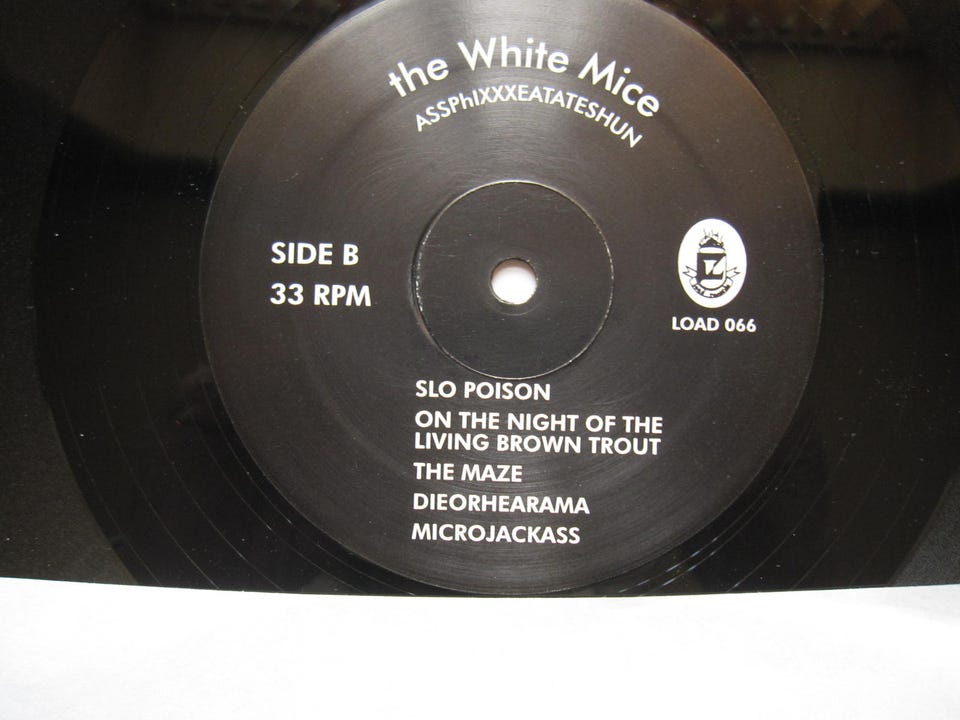 the White Mice
ASSPhIXXXEATATESHUN
SIDE B
33 RPM
LOAD 066
SLO POISON
ON THE NIGHT OF THE
LIVING BROWN TROUT
THE MAZE
DIEORHEARAMA
MICROJACKASS